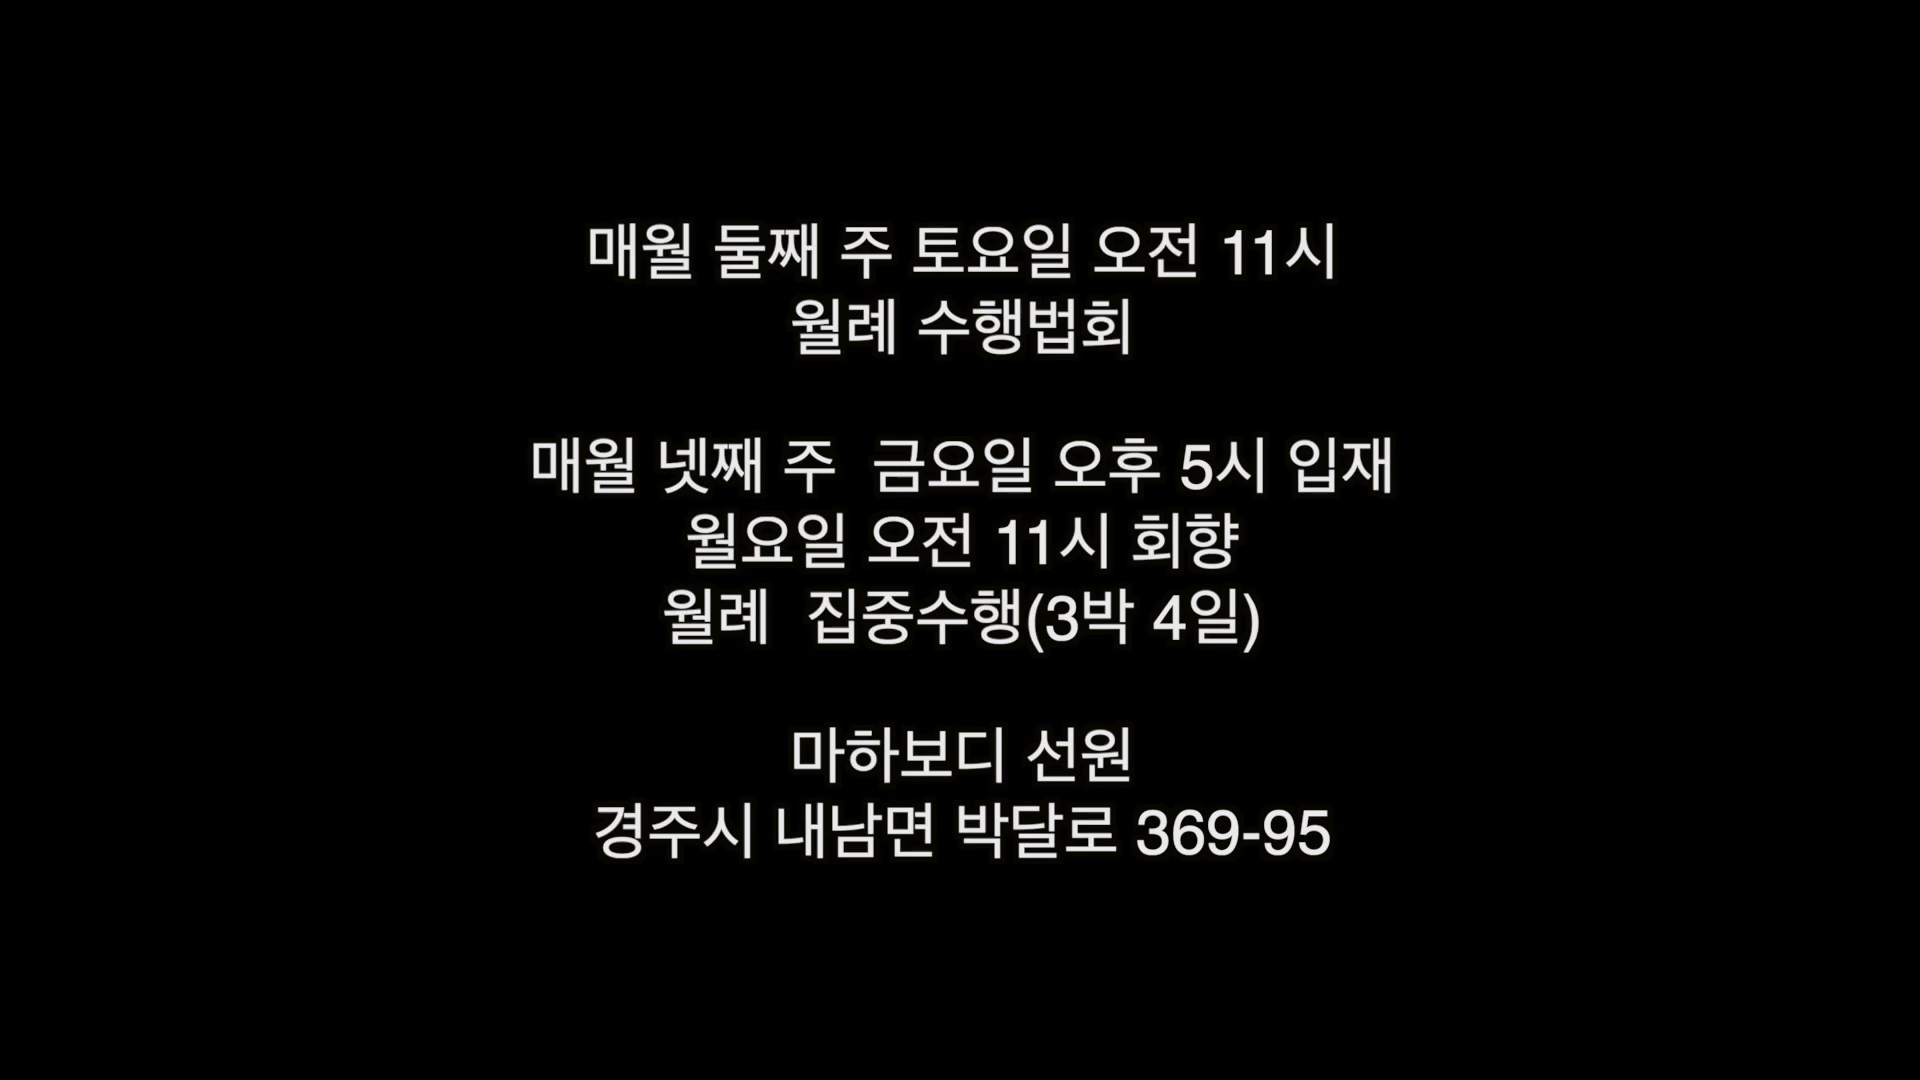 매월 둘째 주 토요일 오전 11시
월례 수행법회
매월 넷째 주  금요일 오후 5시 입재
월요일 오전 11시 회향
월례  집중수행(3박 4일)
마하보디 선원
경주시 내남면 박달로 369-95